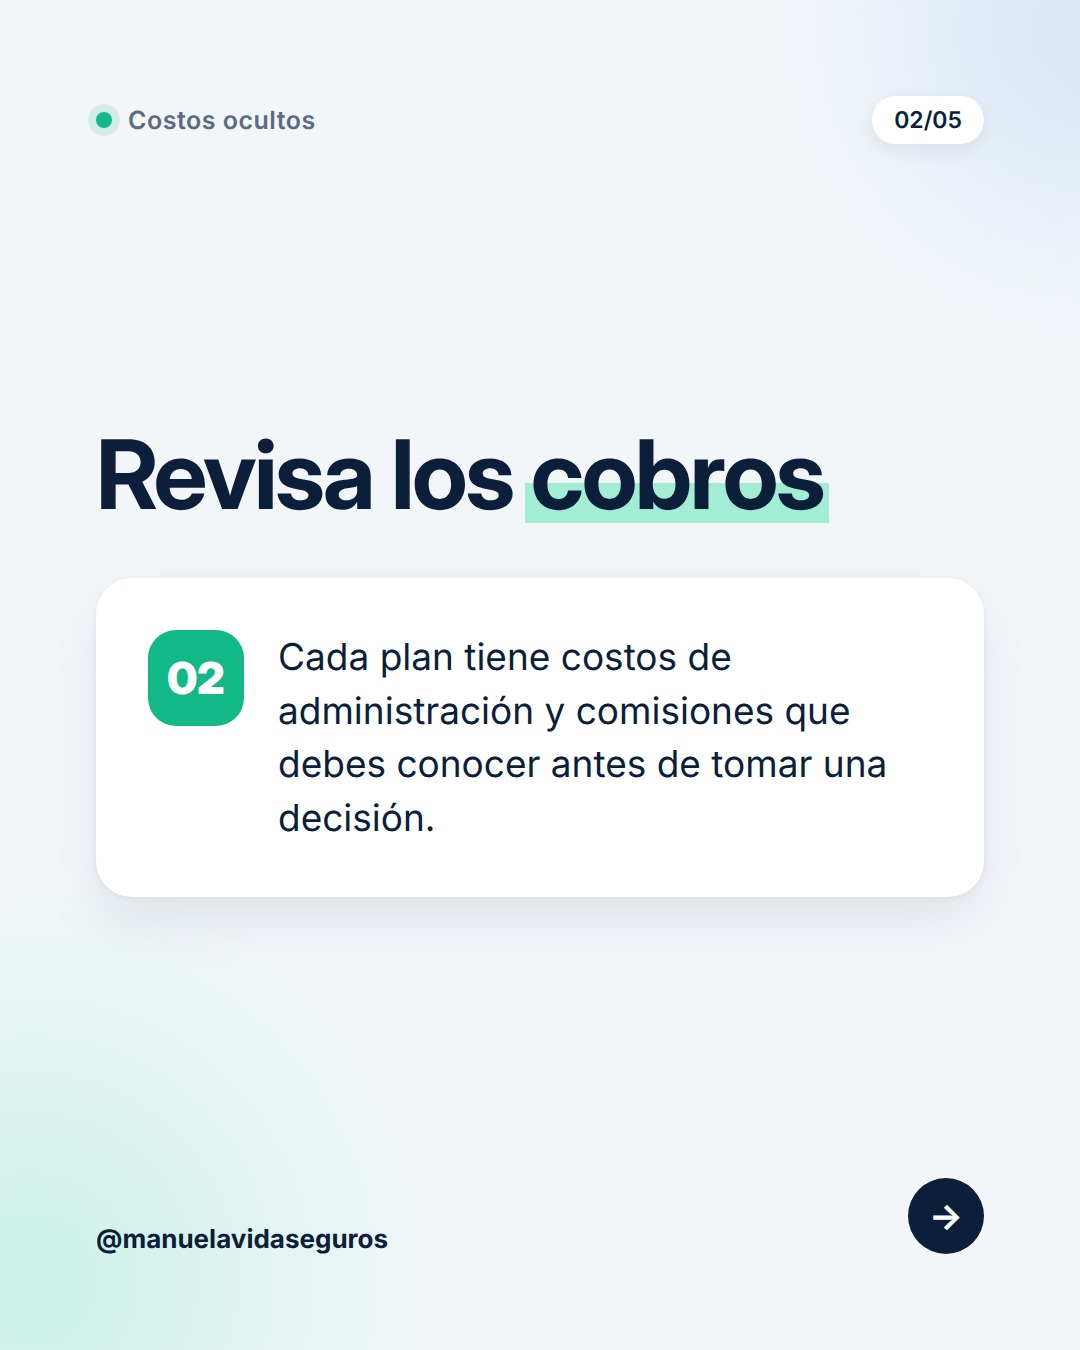 Costos ocultos
02/05
Revisa los cobros
02
Cada plan tiene costos de
administración y comisiones que
debes conocer antes de tomar una
decisión.
@manuelavidaseguros
→